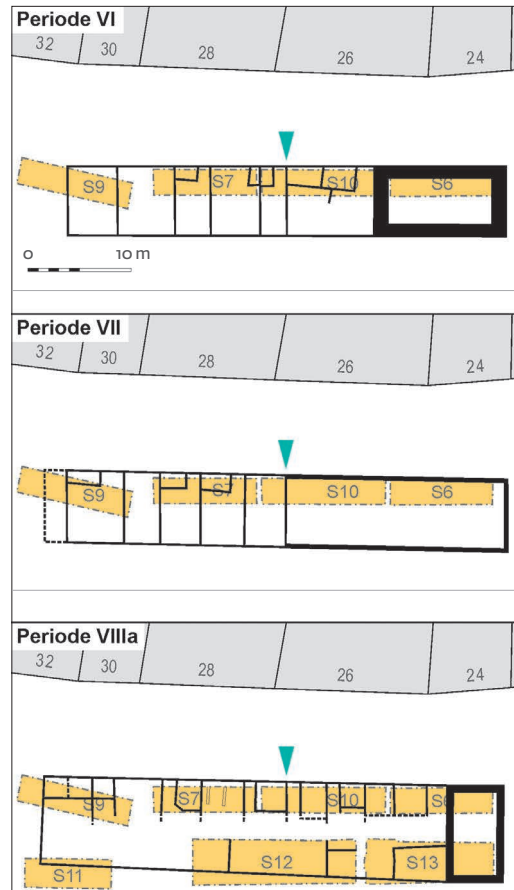 Periode VI
32 30 28 26 24
S9 S7 S10 S6
0 10 m
Periode VII
32 30 28 26 24
S9 S7 S10 S6
Periode VIIIa
32 30 28 26 24
S9 S7 S10 S6
S11 S12 S13